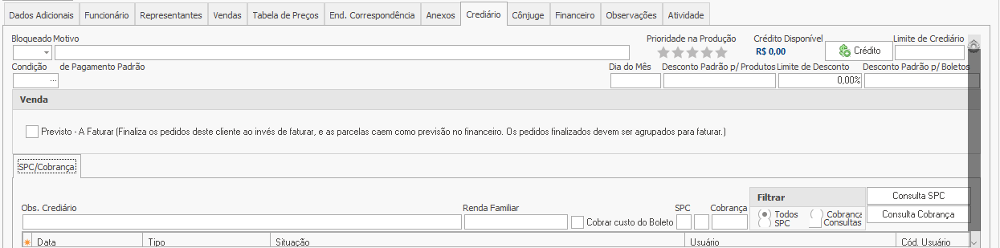 Dados Adicionais Funcionário Representantes Vendas Tabela de Preços End. Correspondência Anexos Crediário Cônjuge Financeiro Observações Atividade
Bloqueado Motivo Prioridade na Produção Crédito Disponível Limite de Crediário
R$ 0,00 Crédito
Condição de Pagamento Padrão Dia do Mês Desconto Padrão p/ Produtos Limite de Desconto Desconto Padrão p/ Boletos
... 0,00%
Venda
Previsto - A Faturar (Finaliza os pedidos deste cliente ao invés de faturar, e as parcelas caem como previsão no financeiro. Os pedidos finalizados devem ser agrupados para faturar.)
SPC/Cobrança
Filtrar Consulta SPC
Obs. Crediário Renda Familiar SPC Cobrança
Todos Cobrança Consulta Cobrança
Cobrar custo do Boleto SPC Consultas
Data Tipo Situação Usuário Cód. Usuário